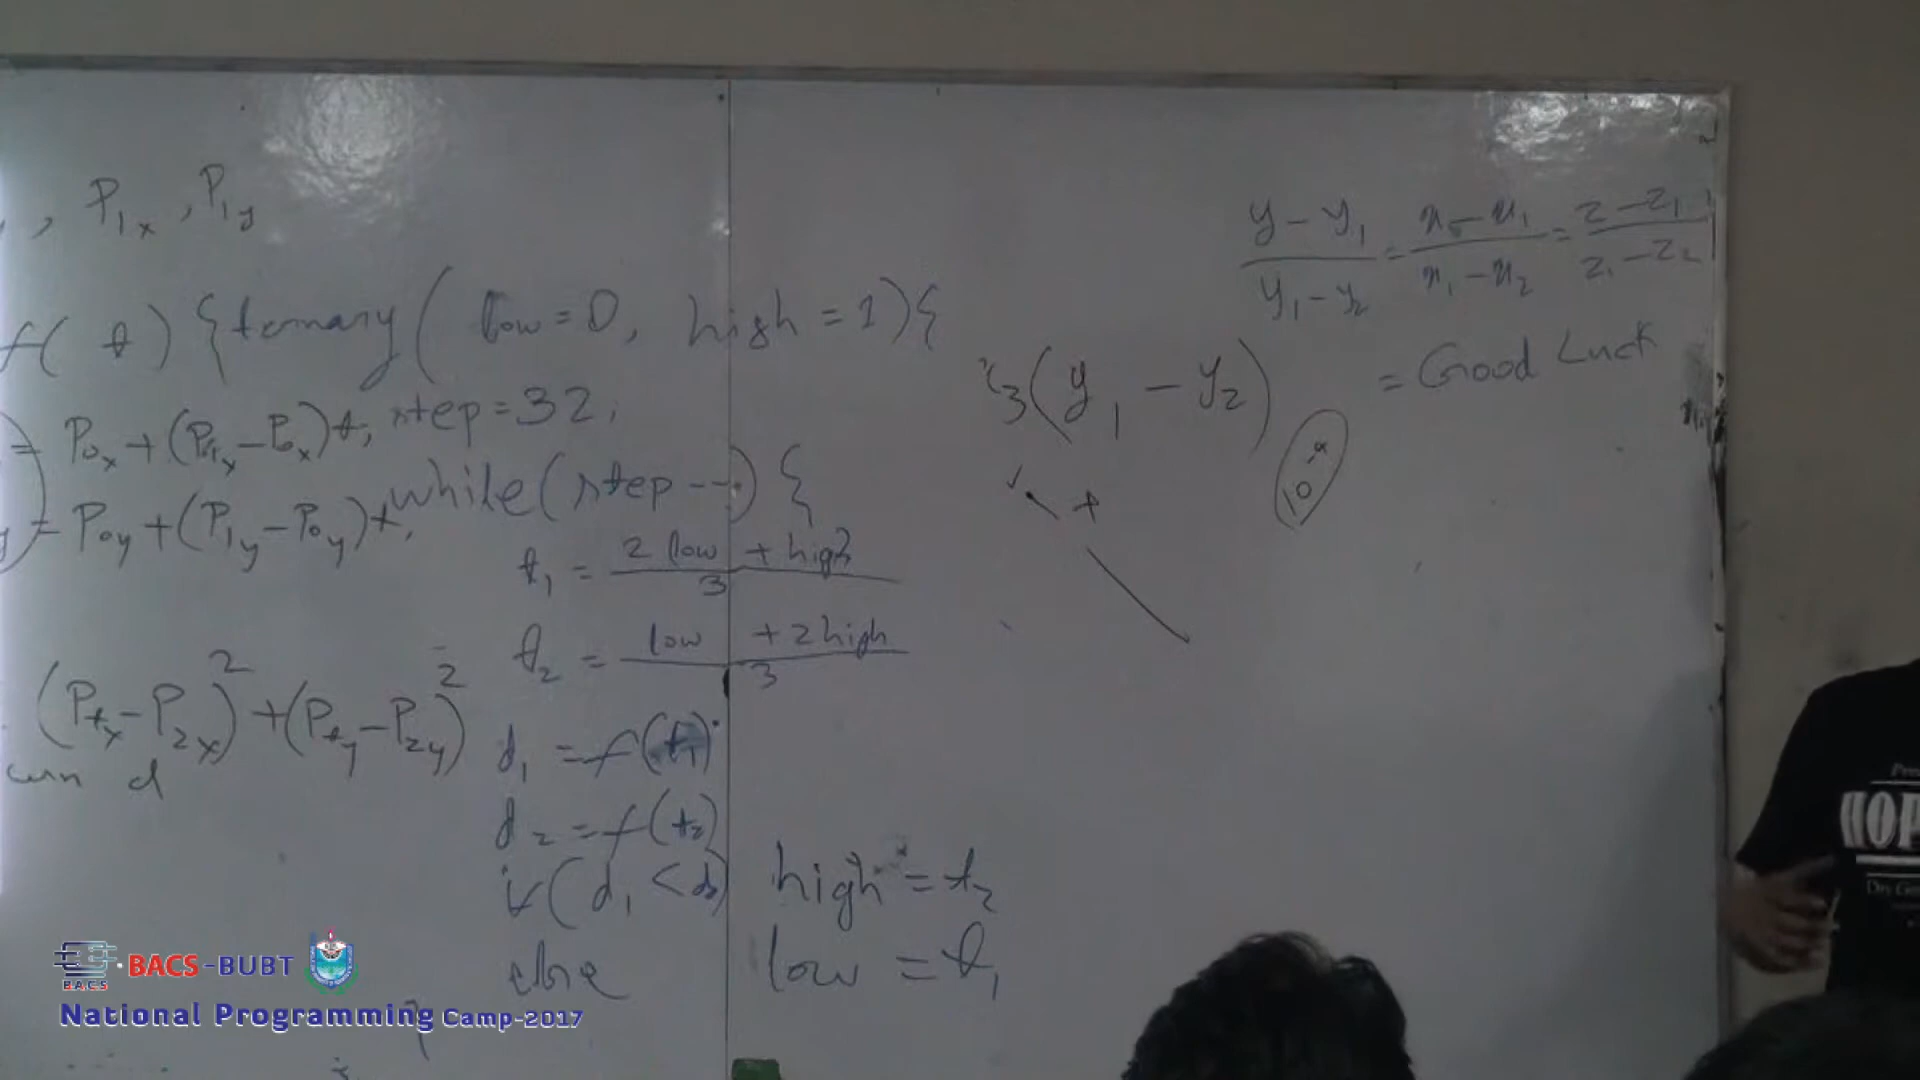 , P₁ₓ, P₁y
f( t ) {
= P₀ₓ + (P₁ₓ - P₀ₓ)t,
= P₀y + (P₁y - P₀y)t,
(Ptₓ - P₂ₓ)² + (Pty - P₂y)²
d
ternary( low = 0, high = 1){
step = 32,
while(step --) {
t₁ = (2 low + high)/3
t₂ = (low + 2 high)/3
d₁ = f(t₁)
d₂ = f(t₂)
if( d₁ < d₂) high = t₂
else low = t₁
(y - y₁)/(y₁ - y₂) = (x - x₁)/(x₁ - x₂) = (z - z₁)/(z₁ - z₂)
= Good Luck
3(y₁ - y₂)
HOP
BACS-BUBT
B.A.C.S
National Programming Camp-2017